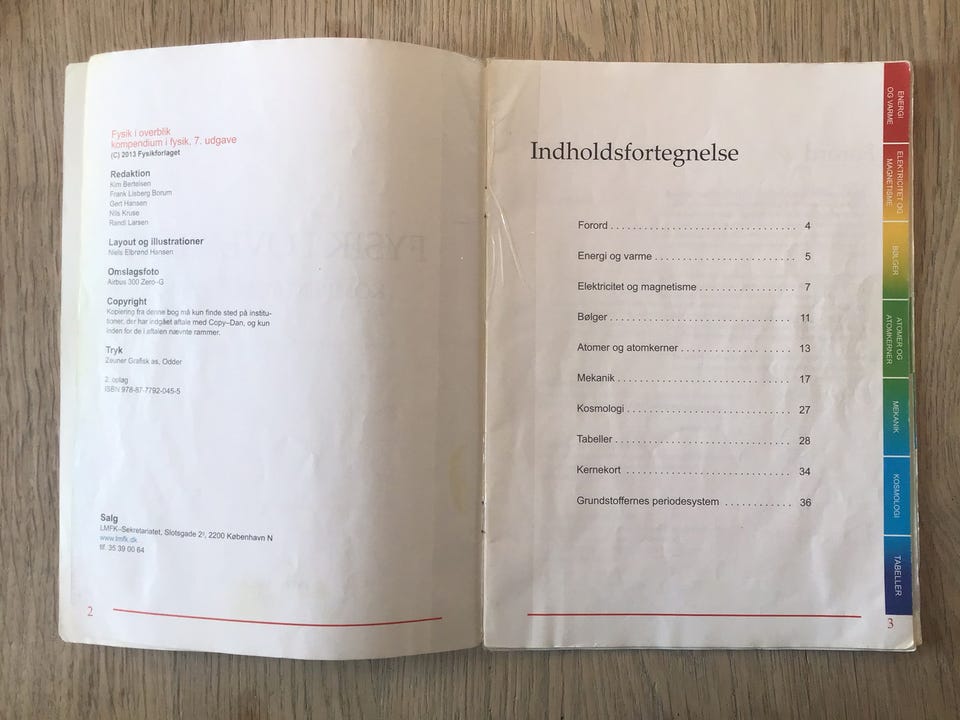 Fysik i overblik
kompendium i fysik, 7. udgave
(C) 2013 Fysikforlaget
Redaktion
Kim Bertelsen
Frank Lisberg Borum
Gert Hansen
Nils Kruse
Randi Larsen
Layout og illustrationer
Niels Elbrønd Hansen
Omslagsfoto
Airbus 300 Zero–G
Copyright
Kopiering fra denne bog må kun finde sted på institu-
tioner, der har indgået aftale med Copy–Dan, og kun
inden for de i aftalen nævnte rammer.
Tryk
Zeuner Grafisk as, Odder
2. oplag
ISBN 978-87-7792-045-5
Salg
LMFK–Sekretariatet, Slotsgade 2², 2200 København N
www.lmfk.dk
tlf. 35 39 00 64
2
Indholdsfortegnelse
Forord . . . . . . . . . . . . . . . . . . . . . . . . . . . . . . 4
Energi og varme . . . . . . . . . . . . . . . . . . . . . . . 5
Elektricitet og magnetisme . . . . . . . . . . . . . . . . 7
Bølger . . . . . . . . . . . . . . . . . . . . . . . . . . . . . . 11
Atomer og atomkerner . . . . . . . . . . . . . . . . . . 13
Mekanik . . . . . . . . . . . . . . . . . . . . . . . . . . . . 17
Kosmologi . . . . . . . . . . . . . . . . . . . . . . . . . . . 27
Tabeller . . . . . . . . . . . . . . . . . . . . . . . . . . . . . 28
Kernekort . . . . . . . . . . . . . . . . . . . . . . . . . . . 34
Grundstoffernes periodesystem . . . . . . . . . . . . 36
ENERGI
OG VARME
ELEKTRICITET OG
MAGNETISME
BØLGER
ATOMER OG
ATOMKERNER
MEKANIK
KOSMOLOGI
TABELLER
3